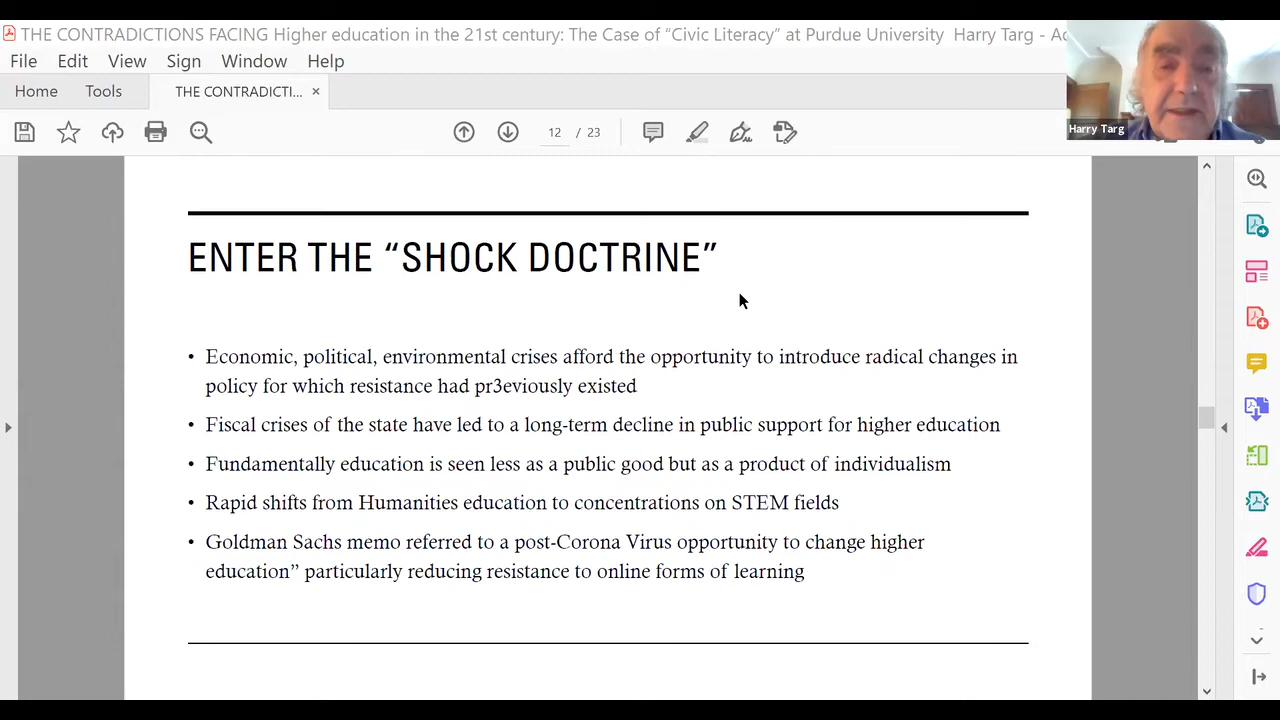 THE CONTRADICTIONS FACING Higher education in the 21st century: The Case of “Civic Literacy” at Purdue University Harry Targ - Ac
File Edit View Sign Window Help
Home Tools THE CONTRADICTI... ×
12 / 23
Harry Targ
ENTER THE “SHOCK DOCTRINE”
• Economic, political, environmental crises afford the opportunity to introduce radical changes in
policy for which resistance had pr3eviously existed
• Fiscal crises of the state have led to a long-term decline in public support for higher education
• Fundamentally education is seen less as a public good but as a product of individualism
• Rapid shifts from Humanities education to concentrations on STEM fields
• Goldman Sachs memo referred to a post-Corona Virus opportunity to change higher
education” particularly reducing resistance to online forms of learning